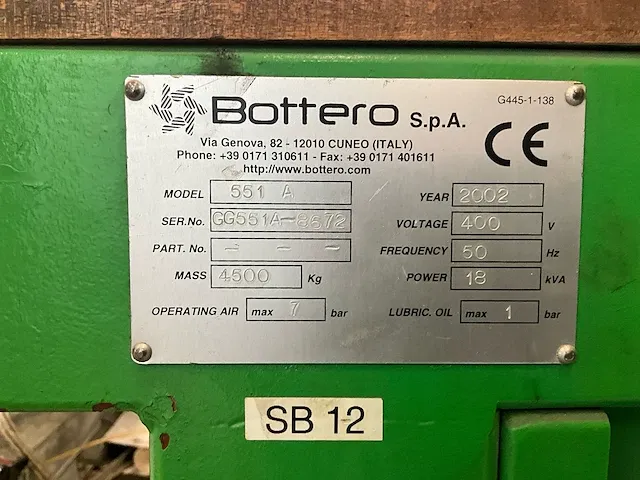 Bottero S.p.A.
G445-1-138
Via Genova, 82 - 12010 CUNEO (ITALY)
Phone: +39 0171 310611 - Fax: +39 0171 401611
http://www.bottero.com
CE
MODEL 551 A
YEAR 2002
SER.No. GG551A-8672
VOLTAGE 400 V
PART. No. - - -
FREQUENCY 50 Hz
MASS 4500 Kg
POWER 18 kVA
OPERATING AIR max 7 bar
LUBRIC. OIL max 1 bar
SB 12